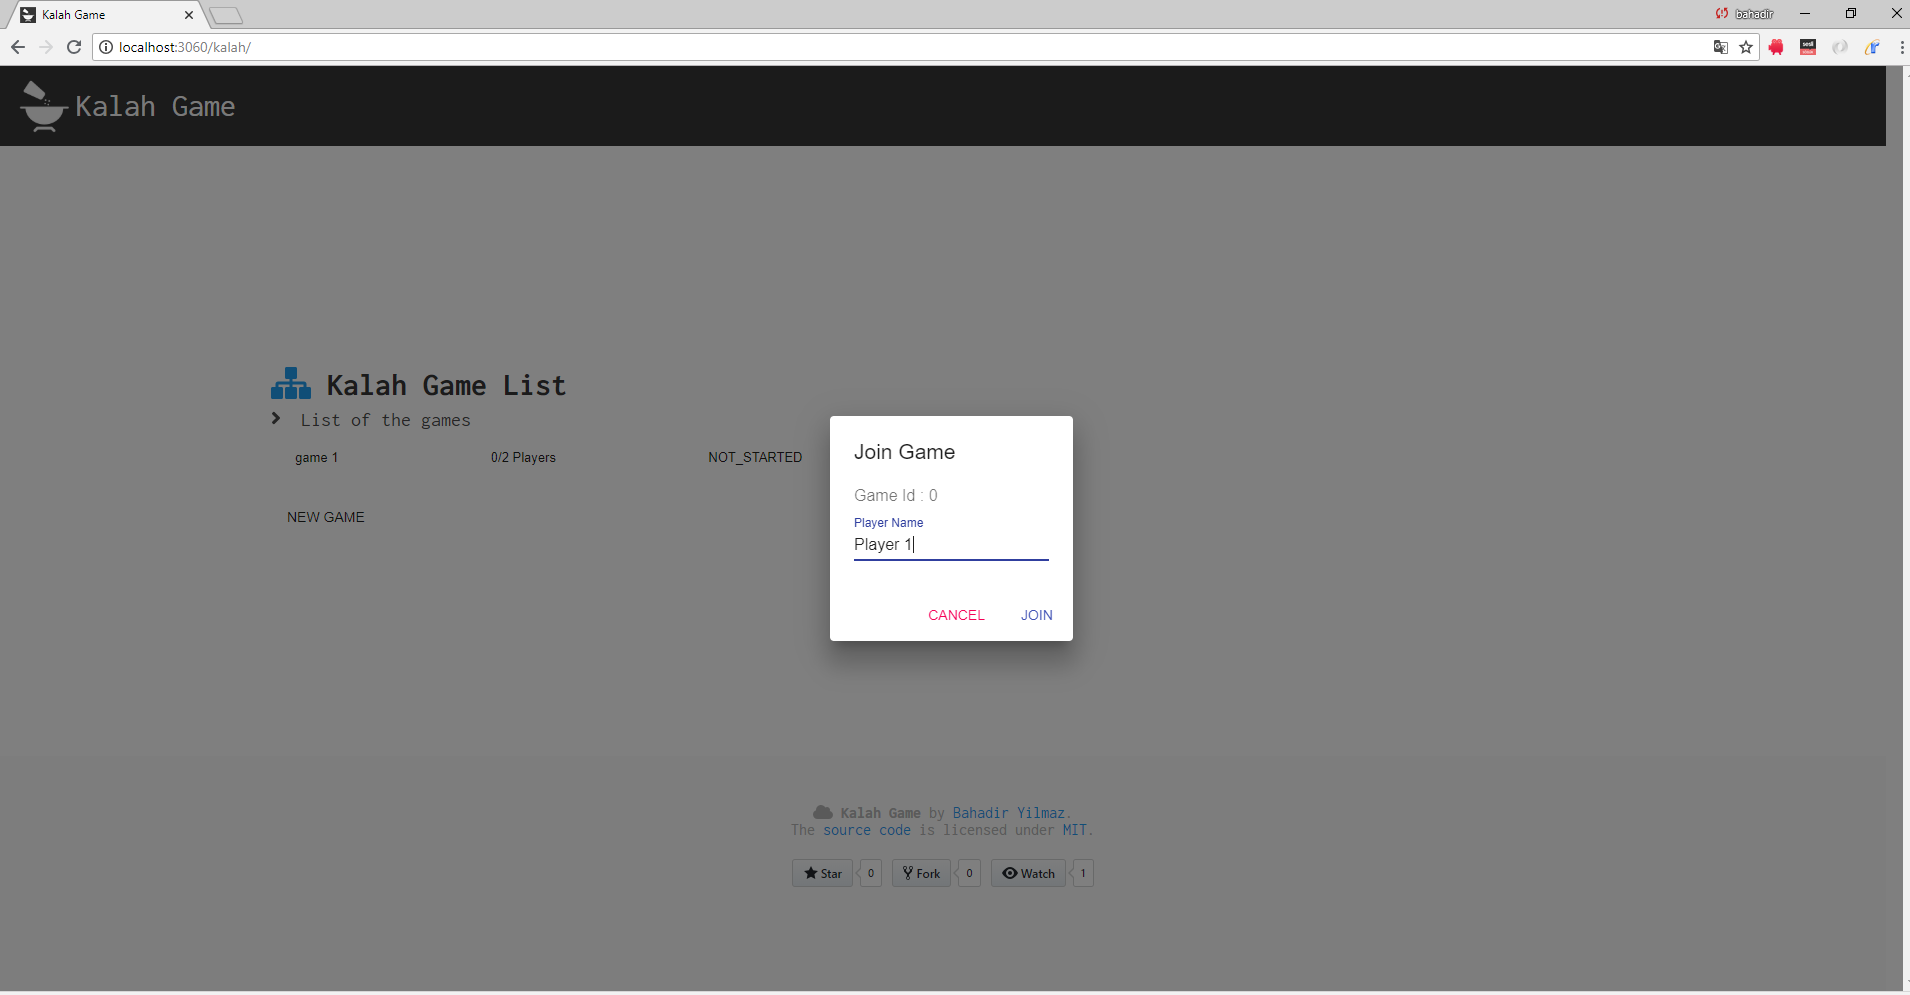 Kalah Game
bahadir
localhost:3060/kalah/
Kalah Game
Kalah Game List
List of the games
game 1 0/2 Players NOT_STARTED
NEW GAME
Join Game
Game Id : 0
Player Name
Player 1
CANCEL JOIN
Kalah Game by Bahadir Yilmaz.
The source code is licensed under MIT.
Star 0 Fork 0 Watch 1